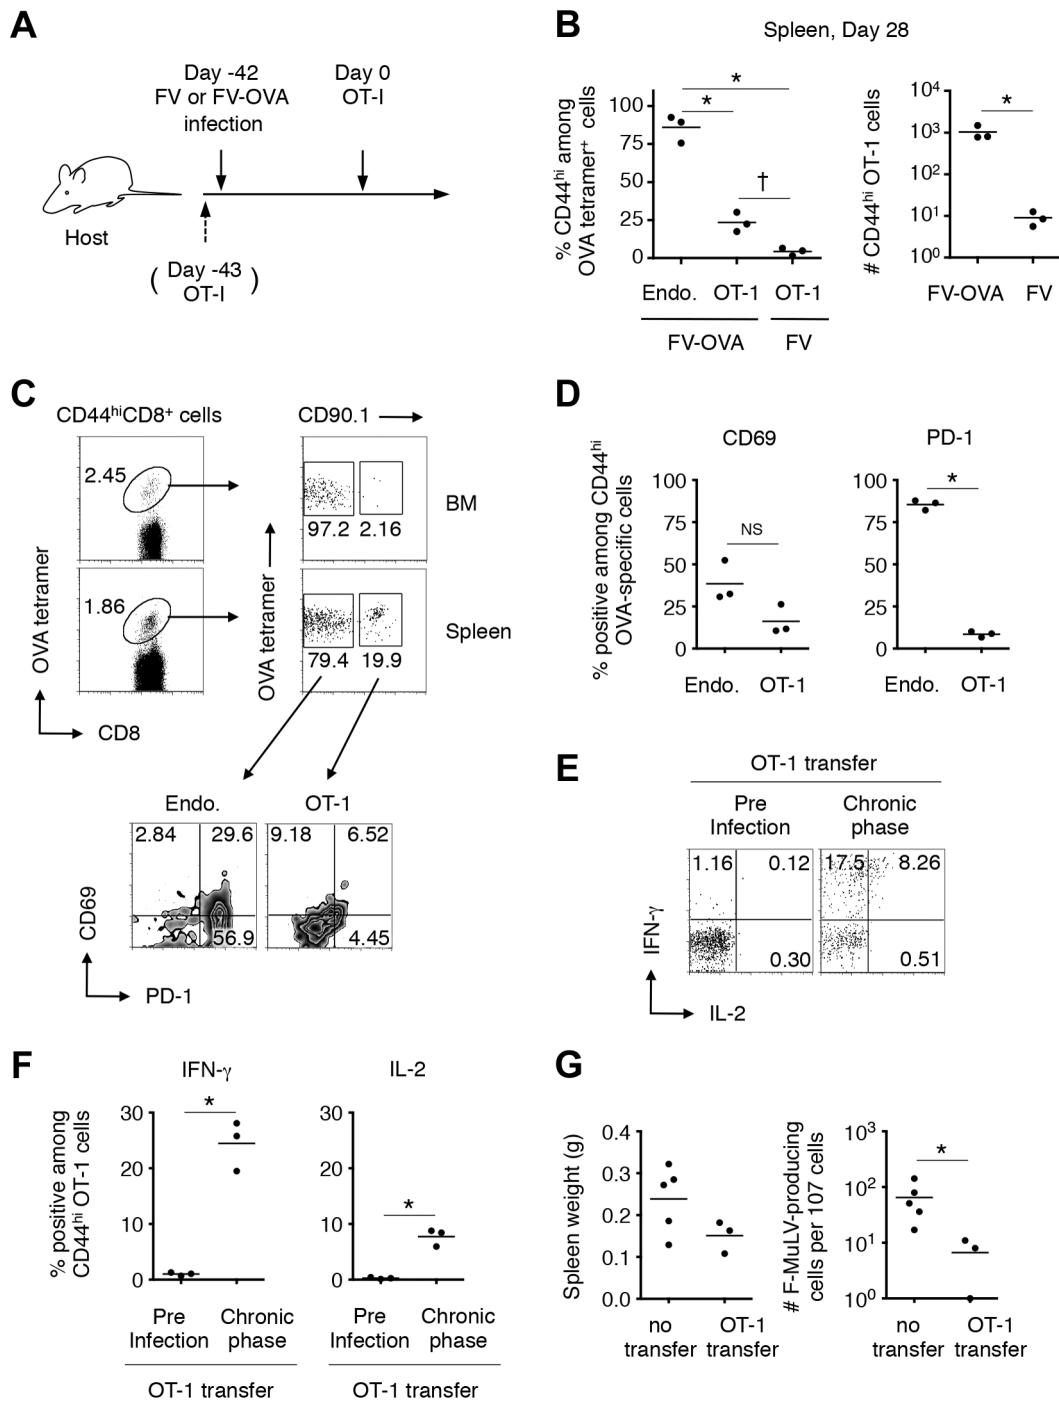 A
Day -42
FV or FV-OVA
infection
Day 0
OT-I
Host
( Day -43 )
OT-I
B
Spleen, Day 28
% CD44hi among
OVA tetramer+ cells
100
75
50
25
0
*
*
†
Endo. OT-1 OT-1
FV-OVA FV
# CD44hi OT-1 cells
10⁴
10³
10²
10¹
10⁰
*
FV-OVA FV
C
CD44hiCD8+ cells
CD90.1
2.45
97.2 2.16
BM
1.86
79.4 19.9
Spleen
OVA tetramer
OVA tetramer
CD8
Endo. OT-1
2.84 29.6
56.9
9.18 6.52
4.45
CD69
PD-1
D
CD69 PD-1
% positive among CD44hi
OVA-specific cells
100
75
50
25
0
NS
Endo. OT-1
100
75
50
25
0
*
Endo. OT-1
E
OT-1 transfer
Pre
Infection
Chronic
phase
1.16 0.12
0.30
17.5 8.26
0.51
IFN-γ
IL-2
F
IFN-γ IL-2
% positive among
CD44hi OT-1 cells
30
20
10
0
*
Pre
Infection
Chronic
phase
OT-1 transfer
30
20
10
0
*
Pre
Infection
Chronic
phase
OT-1 transfer
G
Spleen weight (g)
0.4
0.3
0.2
0.1
0.0
no
transfer
OT-1
transfer
# F-MuLV-producing
cells per 107 cells
10³
10²
10¹
10⁰
*
no
transfer
OT-1
transfer